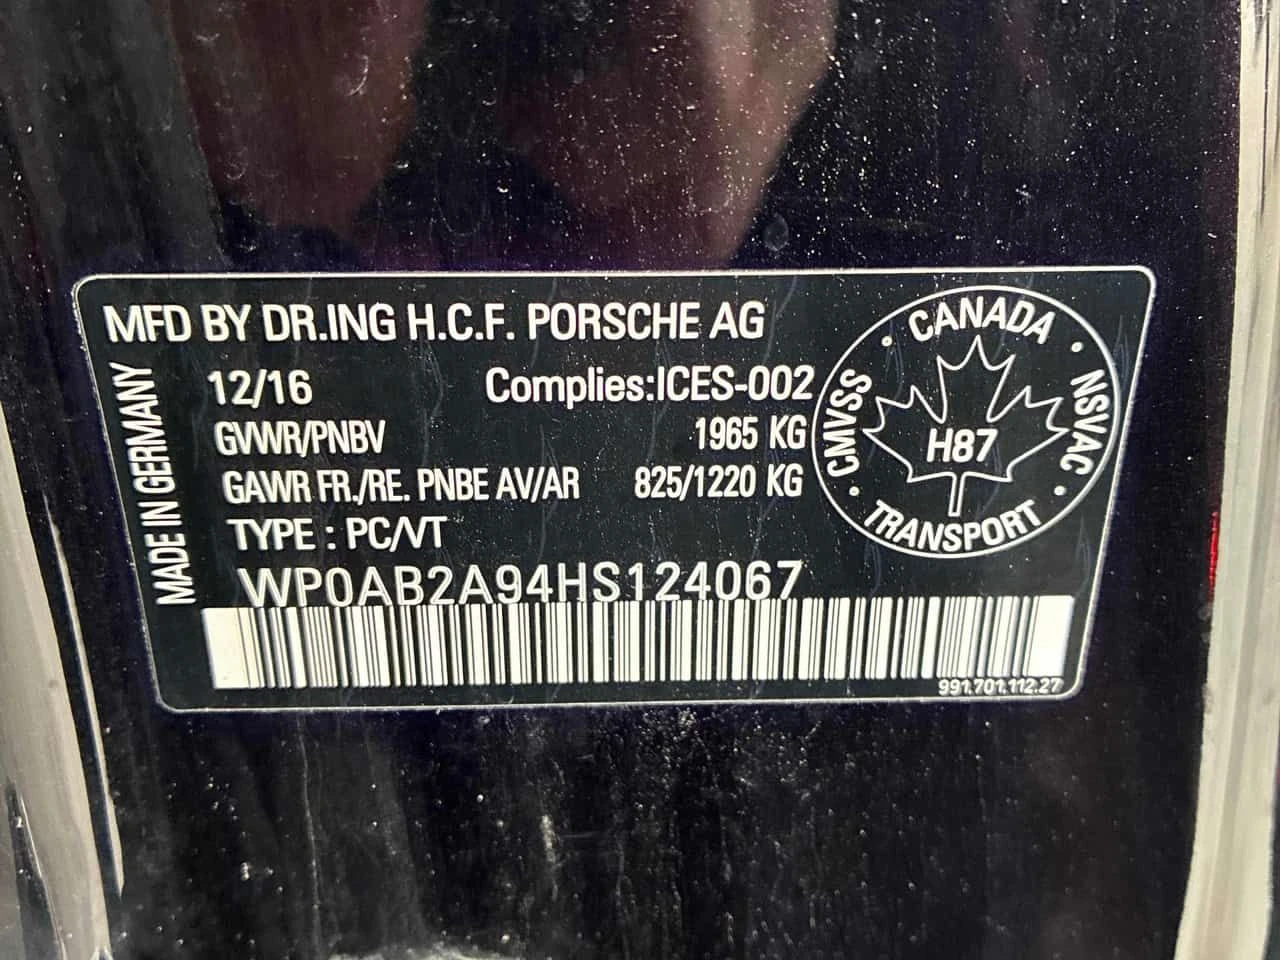 MFD BY DR.ING H.C.F. PORSCHE AG
12/16 Complies:ICES-002
GVWR/PNBV 1965 KG
GAWR FR./RE. PNBE AV/AR 825/1220 KG
TYPE : PC/VT
WP0AB2A94HS124067
991.701.112.27
MADE IN GERMANY
CANADA
CMVSS
NSVAC
H87
TRANSPORT